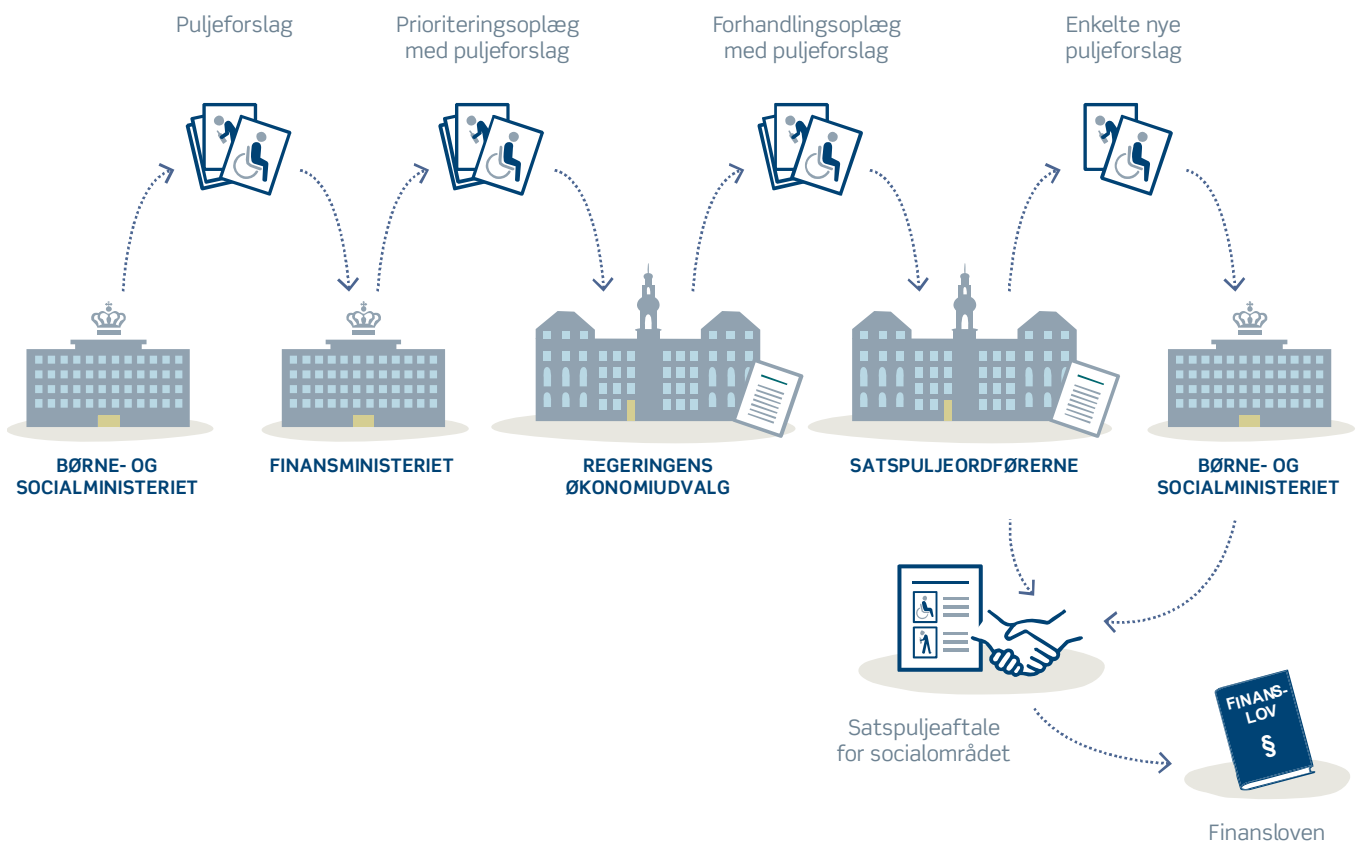 Puljeforslag
Prioriteringsoplæg
med puljeforslag
Forhandlingsoplæg
med puljeforslag
Enkelte nye
puljeforslag
BØRNE- OG
SOCIALMINISTERIET
FINANSMINISTERIET
REGERINGENS
ØKONOMIUDVALG
SATSPULJEORDFØRERNE
BØRNE- OG
SOCIALMINISTERIET
Satspuljeaftale
for socialområdet
FINANS-
LOV
§
Finansloven